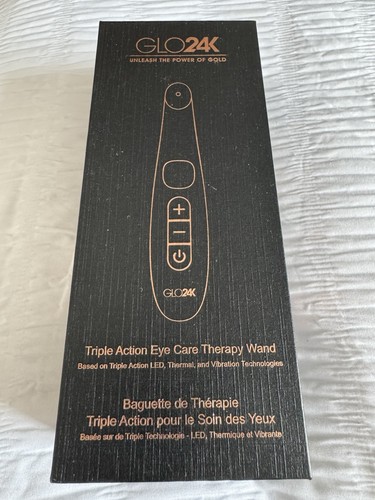 GLO24K
UNLEASH THE POWER OF GOLD
GLO24K
Triple Action Eye Care Therapy Wand
Based on Triple Action LED, Thermal, and Vibration Technologies
Baguette de Thérapie
Triple Action pour le Soin des Yeux
Basée sur de Triple Technologie - LED, Thermique et Vibrante